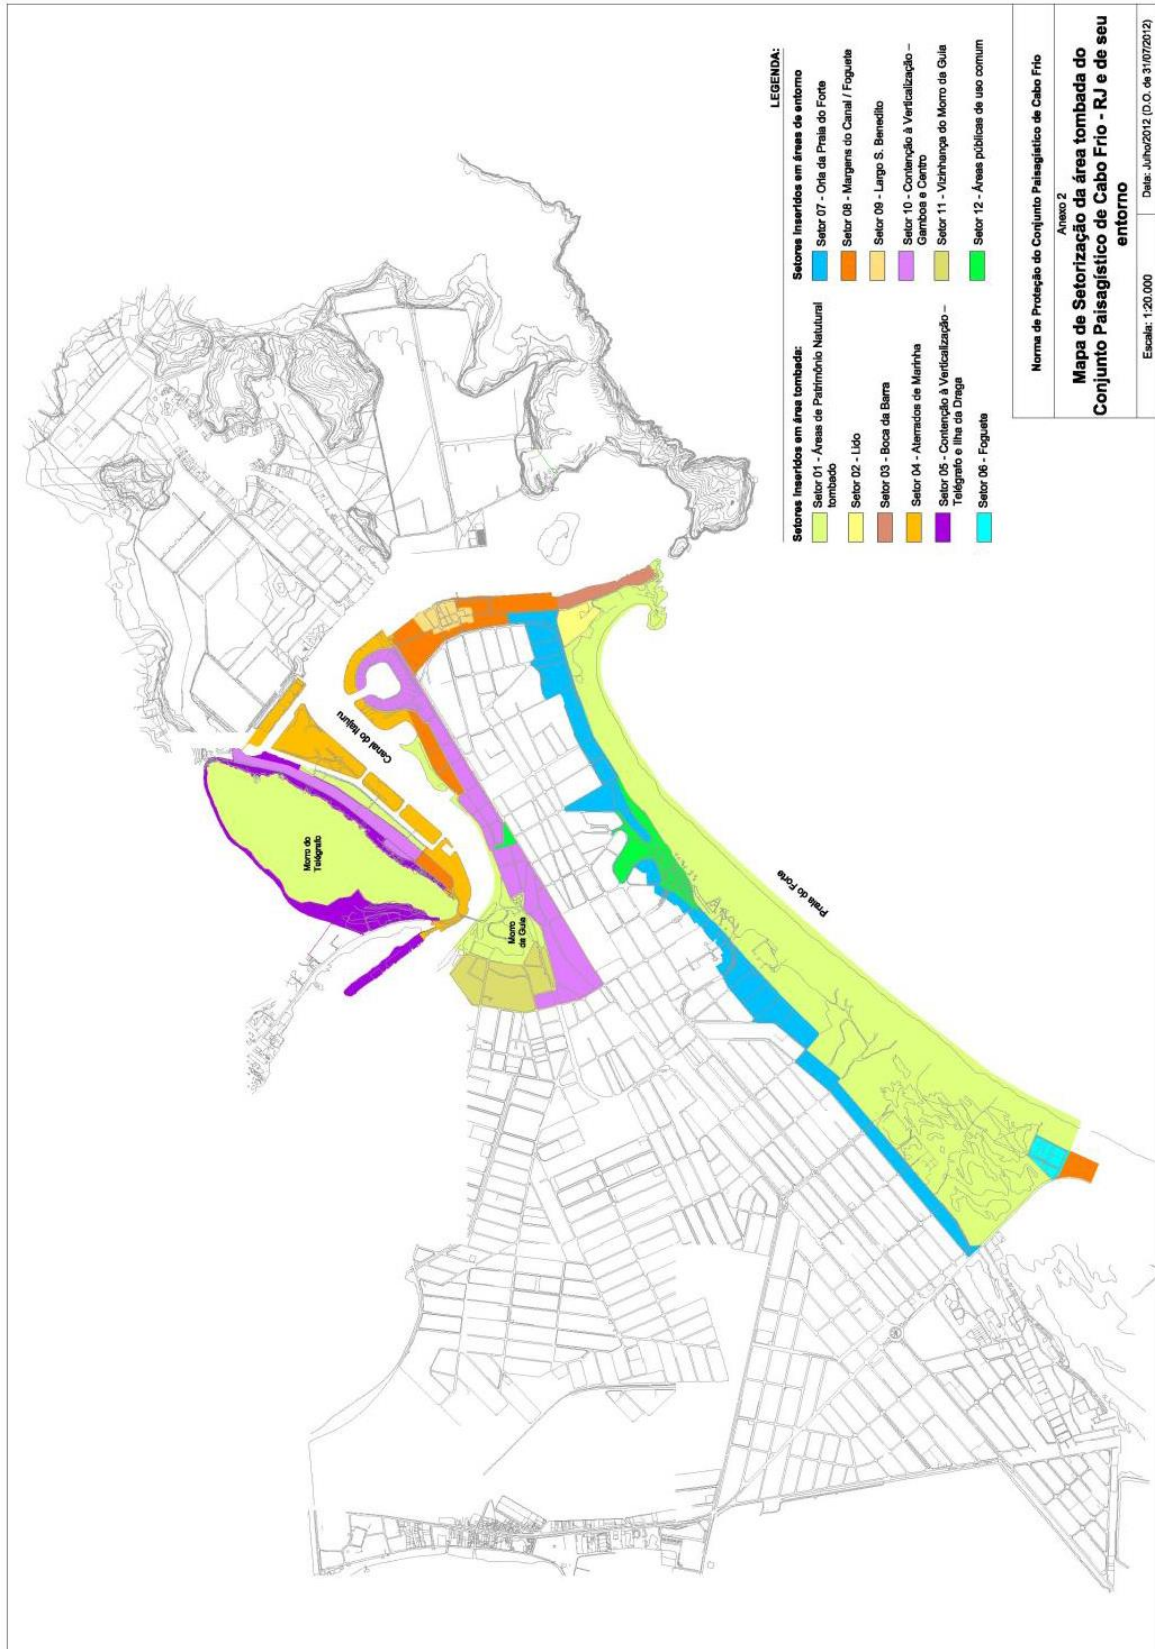 Morro do
Telégrafo
Canal do Itajuru
Morro
da Guia
Praia do Forte
LEGENDA:
Setores inseridos em área tombada:
Setor 01 - Áreas de Patrimônio Natutural
tombado
Setor 02 - Lido
Setor 03 - Boca da Barra
Setor 04 - Aterrados de Marinha
Setor 05 - Contenção à Verticalização –
Telégrafo e Ilha da Draga
Setor 06 - Foguete
Setores inseridos em áreas de entorno
Setor 07 - Orla da Praia do Forte
Setor 08 - Margens do Canal / Foguete
Setor 09 - Largo S. Benedito
Setor 10 - Contenção à Verticalização –
Gamboa e Centro
Setor 11 - Vizinhança do Morro da Guia
Setor 12 - Áreas públicas de uso comum
Norma de Proteção do Conjunto Paisagístico de Cabo Frio
Anexo 2
Mapa de Setorização da área tombada do
Conjunto Paisagístico de Cabo Frio - RJ e de seu
entorno
Escala: 1:20.000
Data: Julho/2012 (D.O. de 31/07/2012)